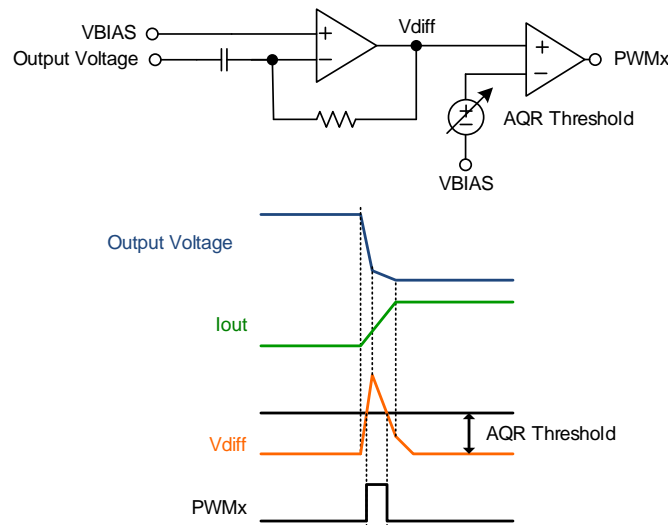 Vdiff
VBIAS
Output Voltage
+
−
+
−
PWMx
+
−
AQR Threshold
VBIAS
Output Voltage
Iout
Vdiff
AQR Threshold
PWMx